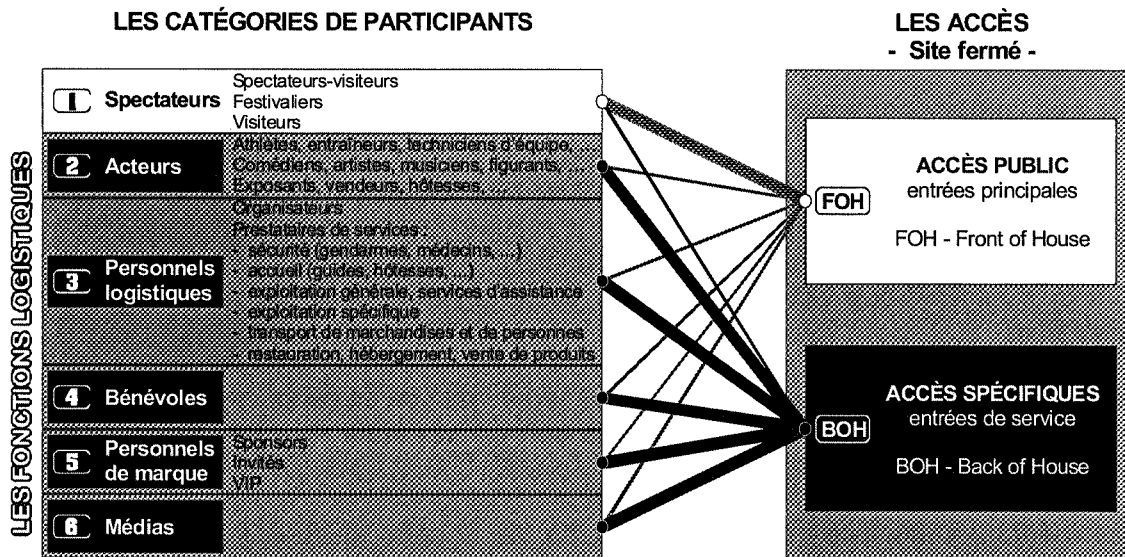 LES CATÉGORIES DE PARTICIPANTS
LES ACCÈS
- Site fermé -
LES FONCTIONS LOGISTIQUES
1 Spectateurs
Spectateurs-visiteurs
Festivaliers
Visiteurs
2 Acteurs
Athlètes, entraîneurs, techniciens d'équipe, ...
Comédiens, artistes, musiciens, figurants, ...
Exposants, vendeurs, hôtesses, ...
3 Personnels
logistiques
Organisateurs
Prestataires de services :
- sécurité (gendarmes, médecins, ...)
- accueil (guides, hôtesses, ...)
- exploitation générale, services d'assistance
- exploitation spécifique
- transport de marchandises et de personnes
- restauration, hébergement, vente de produits
4 Bénévoles
5 Personnels
de marque
Sponsors
Invités
VIP
6 Médias
FOH
ACCÈS PUBLIC
entrées principales
FOH - Front of House
BOH
ACCÈS SPÉCIFIQUES
entrées de service
BOH - Back of House